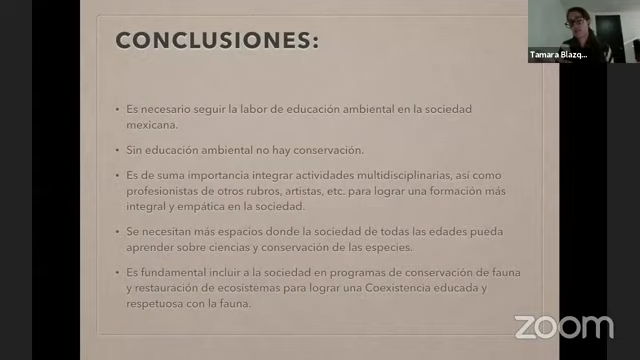 CONCLUSIONES:
Tamara Blazq...
• Es necesario seguir la labor de educación ambiental en la sociedad
mexicana.
• Sin educación ambiental no hay conservación.
• Es de suma importancia integrar actividades multidisciplinarias, así como
profesionistas de otros rubros, artistas, etc. para lograr una formación más
integral y empática en la sociedad.
• Se necesitan más espacios donde la sociedad de todas las edades pueda
aprender sobre ciencias y conservación de las especies.
• Es fundamental incluir a la sociedad en programas de conservación de fauna
y restauración de ecosistemas para lograr una Coexistencia educada y
respetuosa con la fauna.
zoom